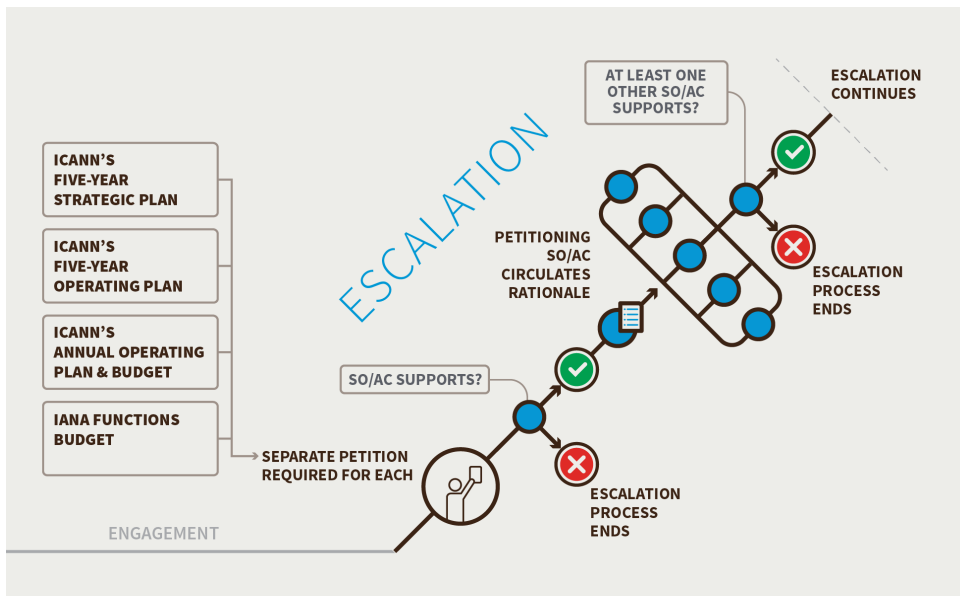 ICANN’S
FIVE-YEAR
STRATEGIC PLAN
ICANN’S
FIVE-YEAR
OPERATING PLAN
ICANN’S
ANNUAL OPERATING
PLAN & BUDGET
IANA FUNCTIONS
BUDGET
SEPARATE PETITION
REQUIRED FOR EACH
ENGAGEMENT
ESCALATION
SO/AC SUPPORTS?
ESCALATION
PROCESS
ENDS
PETITIONING
SO/AC
CIRCULATES
RATIONALE
AT LEAST ONE
OTHER SO/AC
SUPPORTS?
ESCALATION
PROCESS
ENDS
ESCALATION
CONTINUES